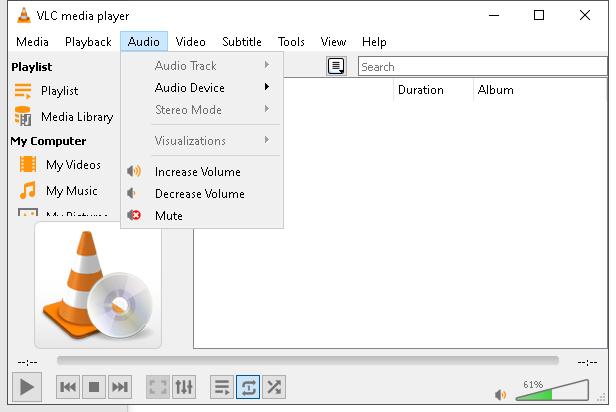 VLC media player
Media Playback Audio Video Subtitle Tools View Help
Playlist
Playlist
Media Library
My Computer
My Videos
My Music
My Pictures
Audio Track
Audio Device
Stereo Mode
Visualizations
Increase Volume
Decrease Volume
Mute
Search
Duration Album
--:-- --:--
61%